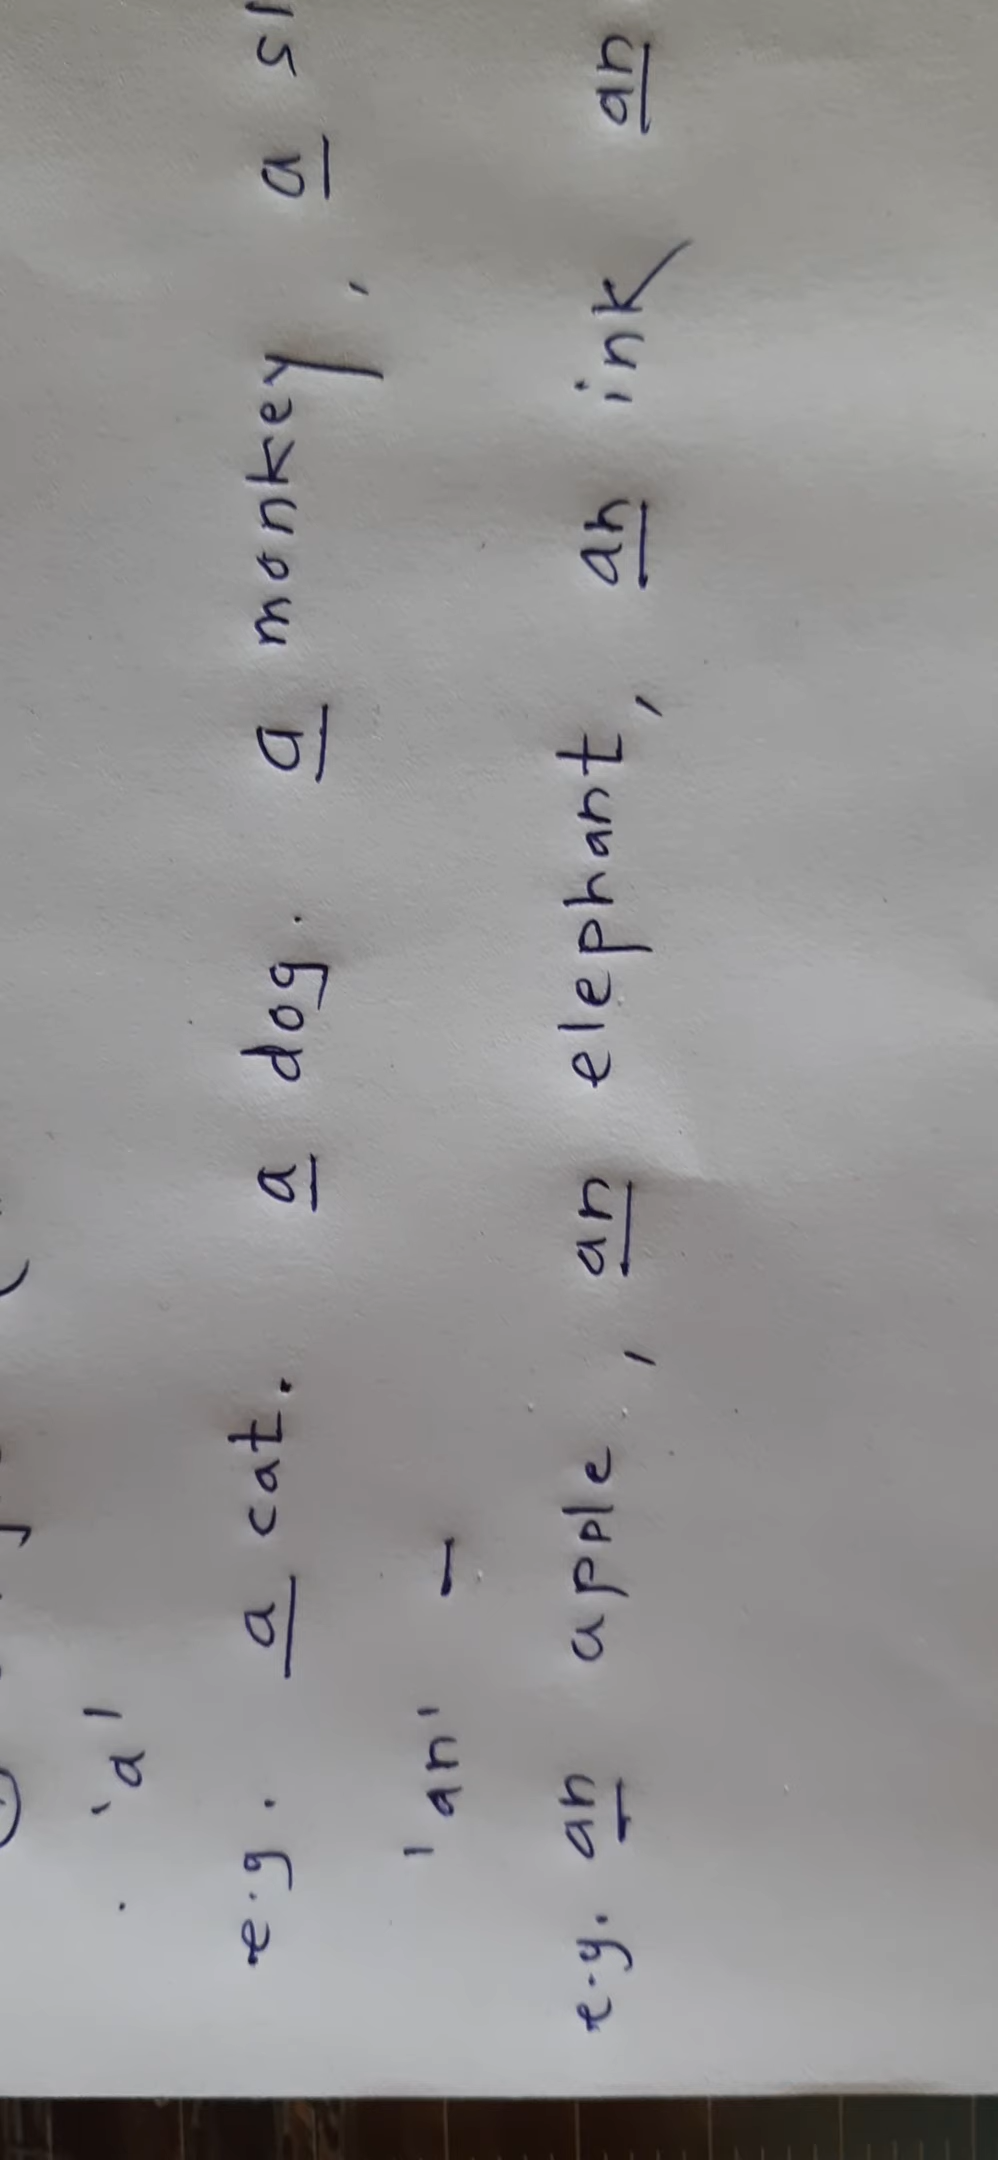 'a'
e.g. a cat. a dog. a monkey, a
'an' –
e.g. an apple, an elephant, an ink an